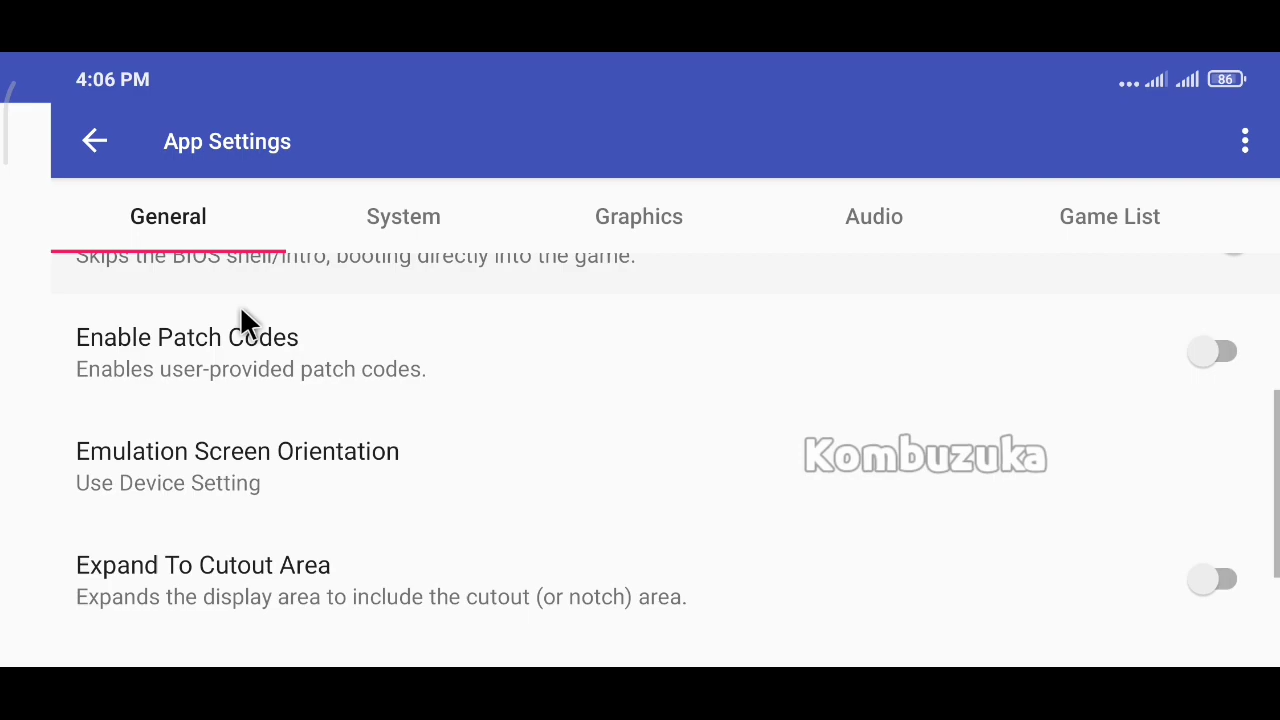 4:06 PM
86
App Settings
General
System
Graphics
Audio
Game List
Skips the BIOS shell/intro, booting directly into the game.
Enable Patch Codes
Enables user-provided patch codes.
Emulation Screen Orientation
Use Device Setting
Kombuzuka
Expand To Cutout Area
Expands the display area to include the cutout (or notch) area.